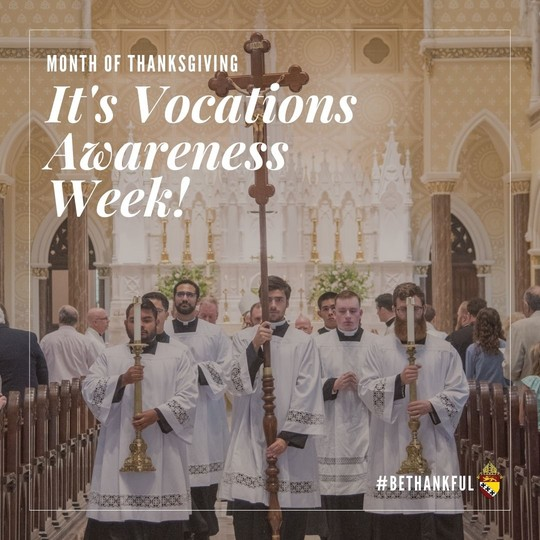 MONTH OF THANKSGIVING
It's Vocations
Awareness
Week!
#BETHANKFUL